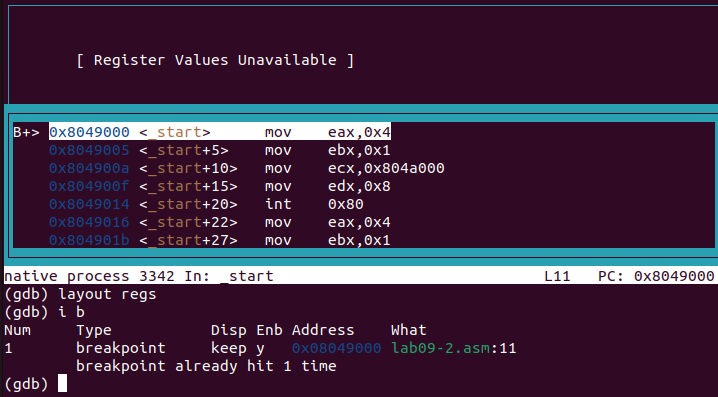 [ Register Values Unavailable ]
B+> 0x8049000 <_start>      mov    eax,0x4
0x8049005 <_start+5>    mov    ebx,0x1
0x804900a <_start+10>   mov    ecx,0x804a000
0x804900f <_start+15>   mov    edx,0x8
0x8049014 <_start+20>   int    0x80
0x8049016 <_start+22>   mov    eax,0x4
0x804901b <_start+27>   mov    ebx,0x1
native process 3342 In: _start                              L11   PC: 0x8049000
(gdb) layout regs
(gdb) i b
Num     Type           Disp Enb Address    What
1       breakpoint     keep y   0x08049000 lab09-2.asm:11
breakpoint already hit 1 time
(gdb)